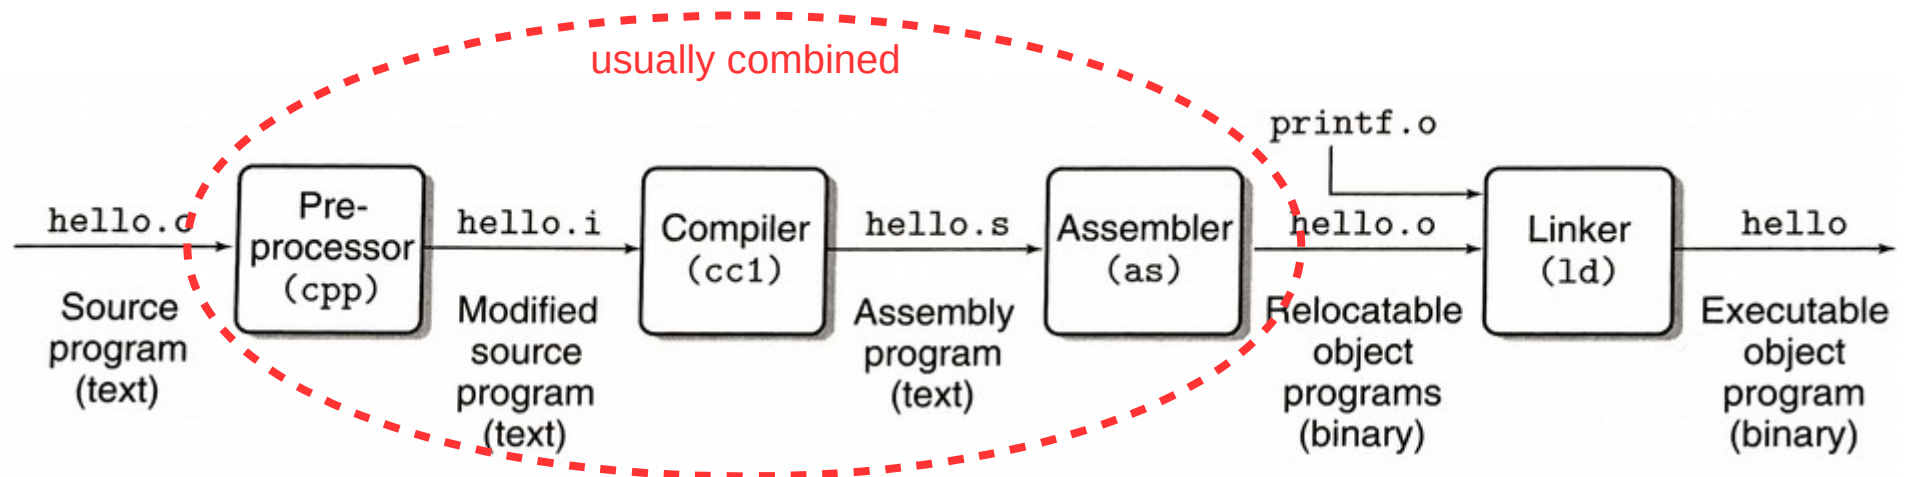 usually combined
printf.o
hello.c
Pre-
processor
(cpp)
hello.i
Compiler
(cc1)
hello.s
Assembler
(as)
hello.o
Linker
(ld)
hello
Source
program
(text)
Modified
source
program
(text)
Assembly
program
(text)
Relocatable
object
programs
(binary)
Executable
object
program
(binary)